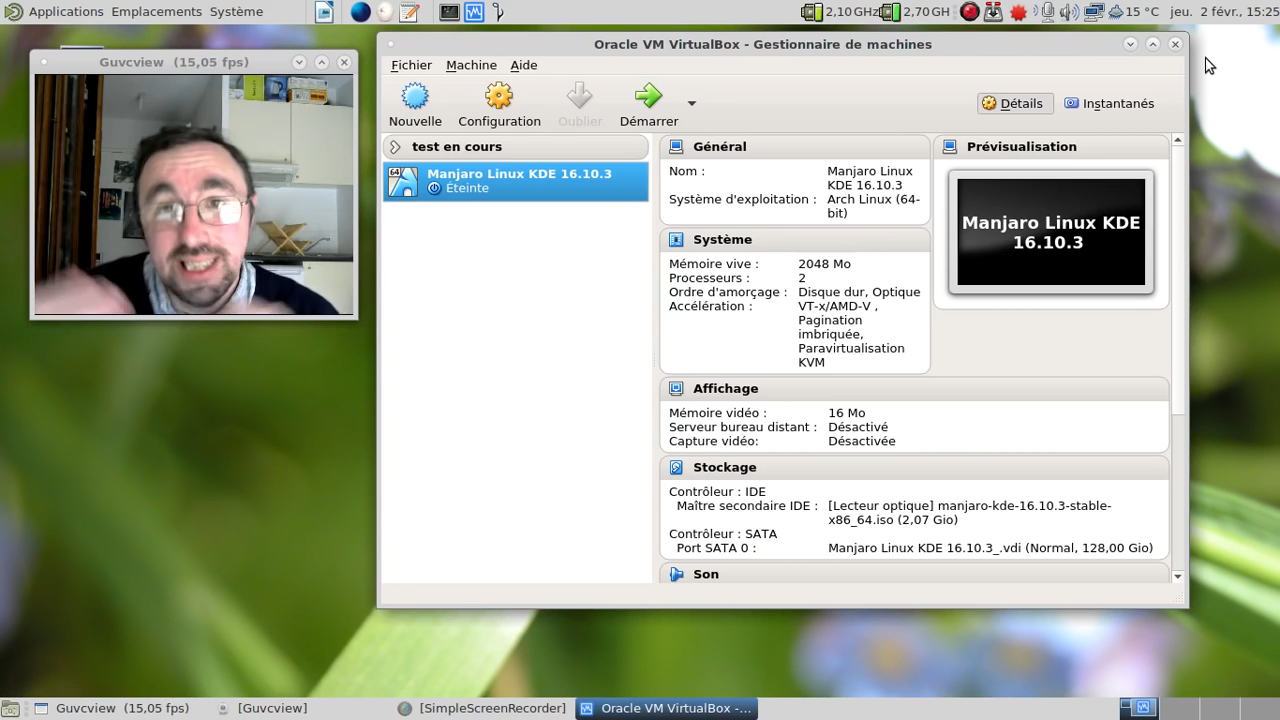 Applications Emplacements Système
2,10 GHz 2,70 GH 15 °C jeu. 2 févr., 15:25
Guvcview (15,05 fps)
Oracle VM VirtualBox - Gestionnaire de machines
Fichier Machine Aide
Nouvelle Configuration Oublier Démarrer
Détails Instantanés
test en cours
64 Manjaro Linux KDE 16.10.3
Éteinte
Général
Nom : Manjaro Linux
KDE 16.10.3
Système d'exploitation : Arch Linux (64-
bit)
Prévisualisation
Manjaro Linux KDE
16.10.3
Système
Mémoire vive : 2048 Mo
Processeurs : 2
Ordre d'amorçage : Disque dur, Optique
Accélération : VT-x/AMD-V ,
Pagination
imbriquée,
Paravirtualisation
KVM
Affichage
Mémoire vidéo : 16 Mo
Serveur bureau distant : Désactivé
Capture vidéo: Désactivée
Stockage
Contrôleur : IDE
Maître secondaire IDE : [Lecteur optique] manjaro-kde-16.10.3-stable-
x86_64.iso (2,07 Gio)
Contrôleur : SATA
Port SATA 0 : Manjaro Linux KDE 16.10.3_.vdi (Normal, 128,00 Gio)
Son
Guvcview (15,05 fps) [Guvcview] [SimpleScreenRecorder] Oracle VM VirtualBox -...